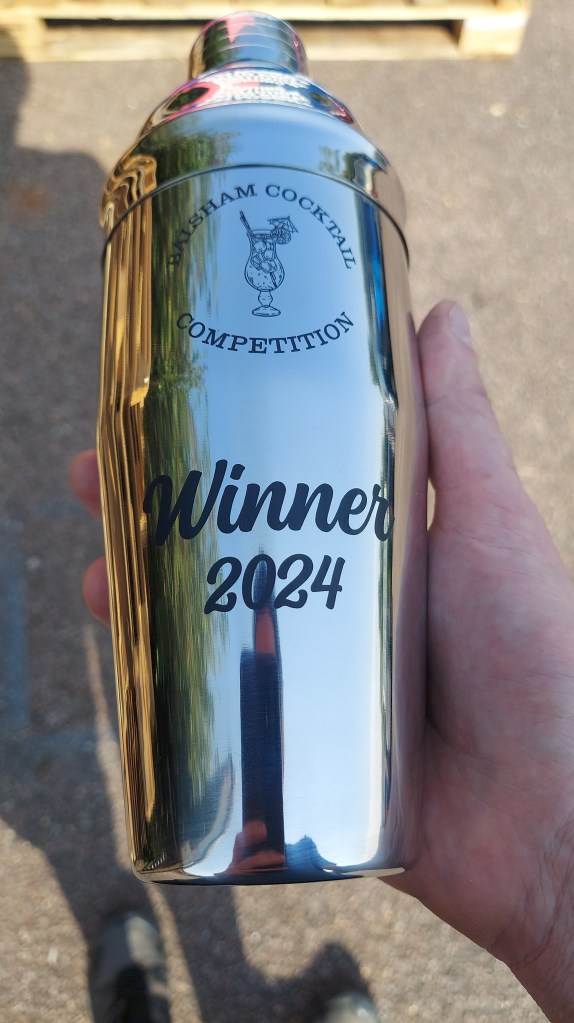 BALSHAM COCKTAIL
COMPETITION
Winner
2024